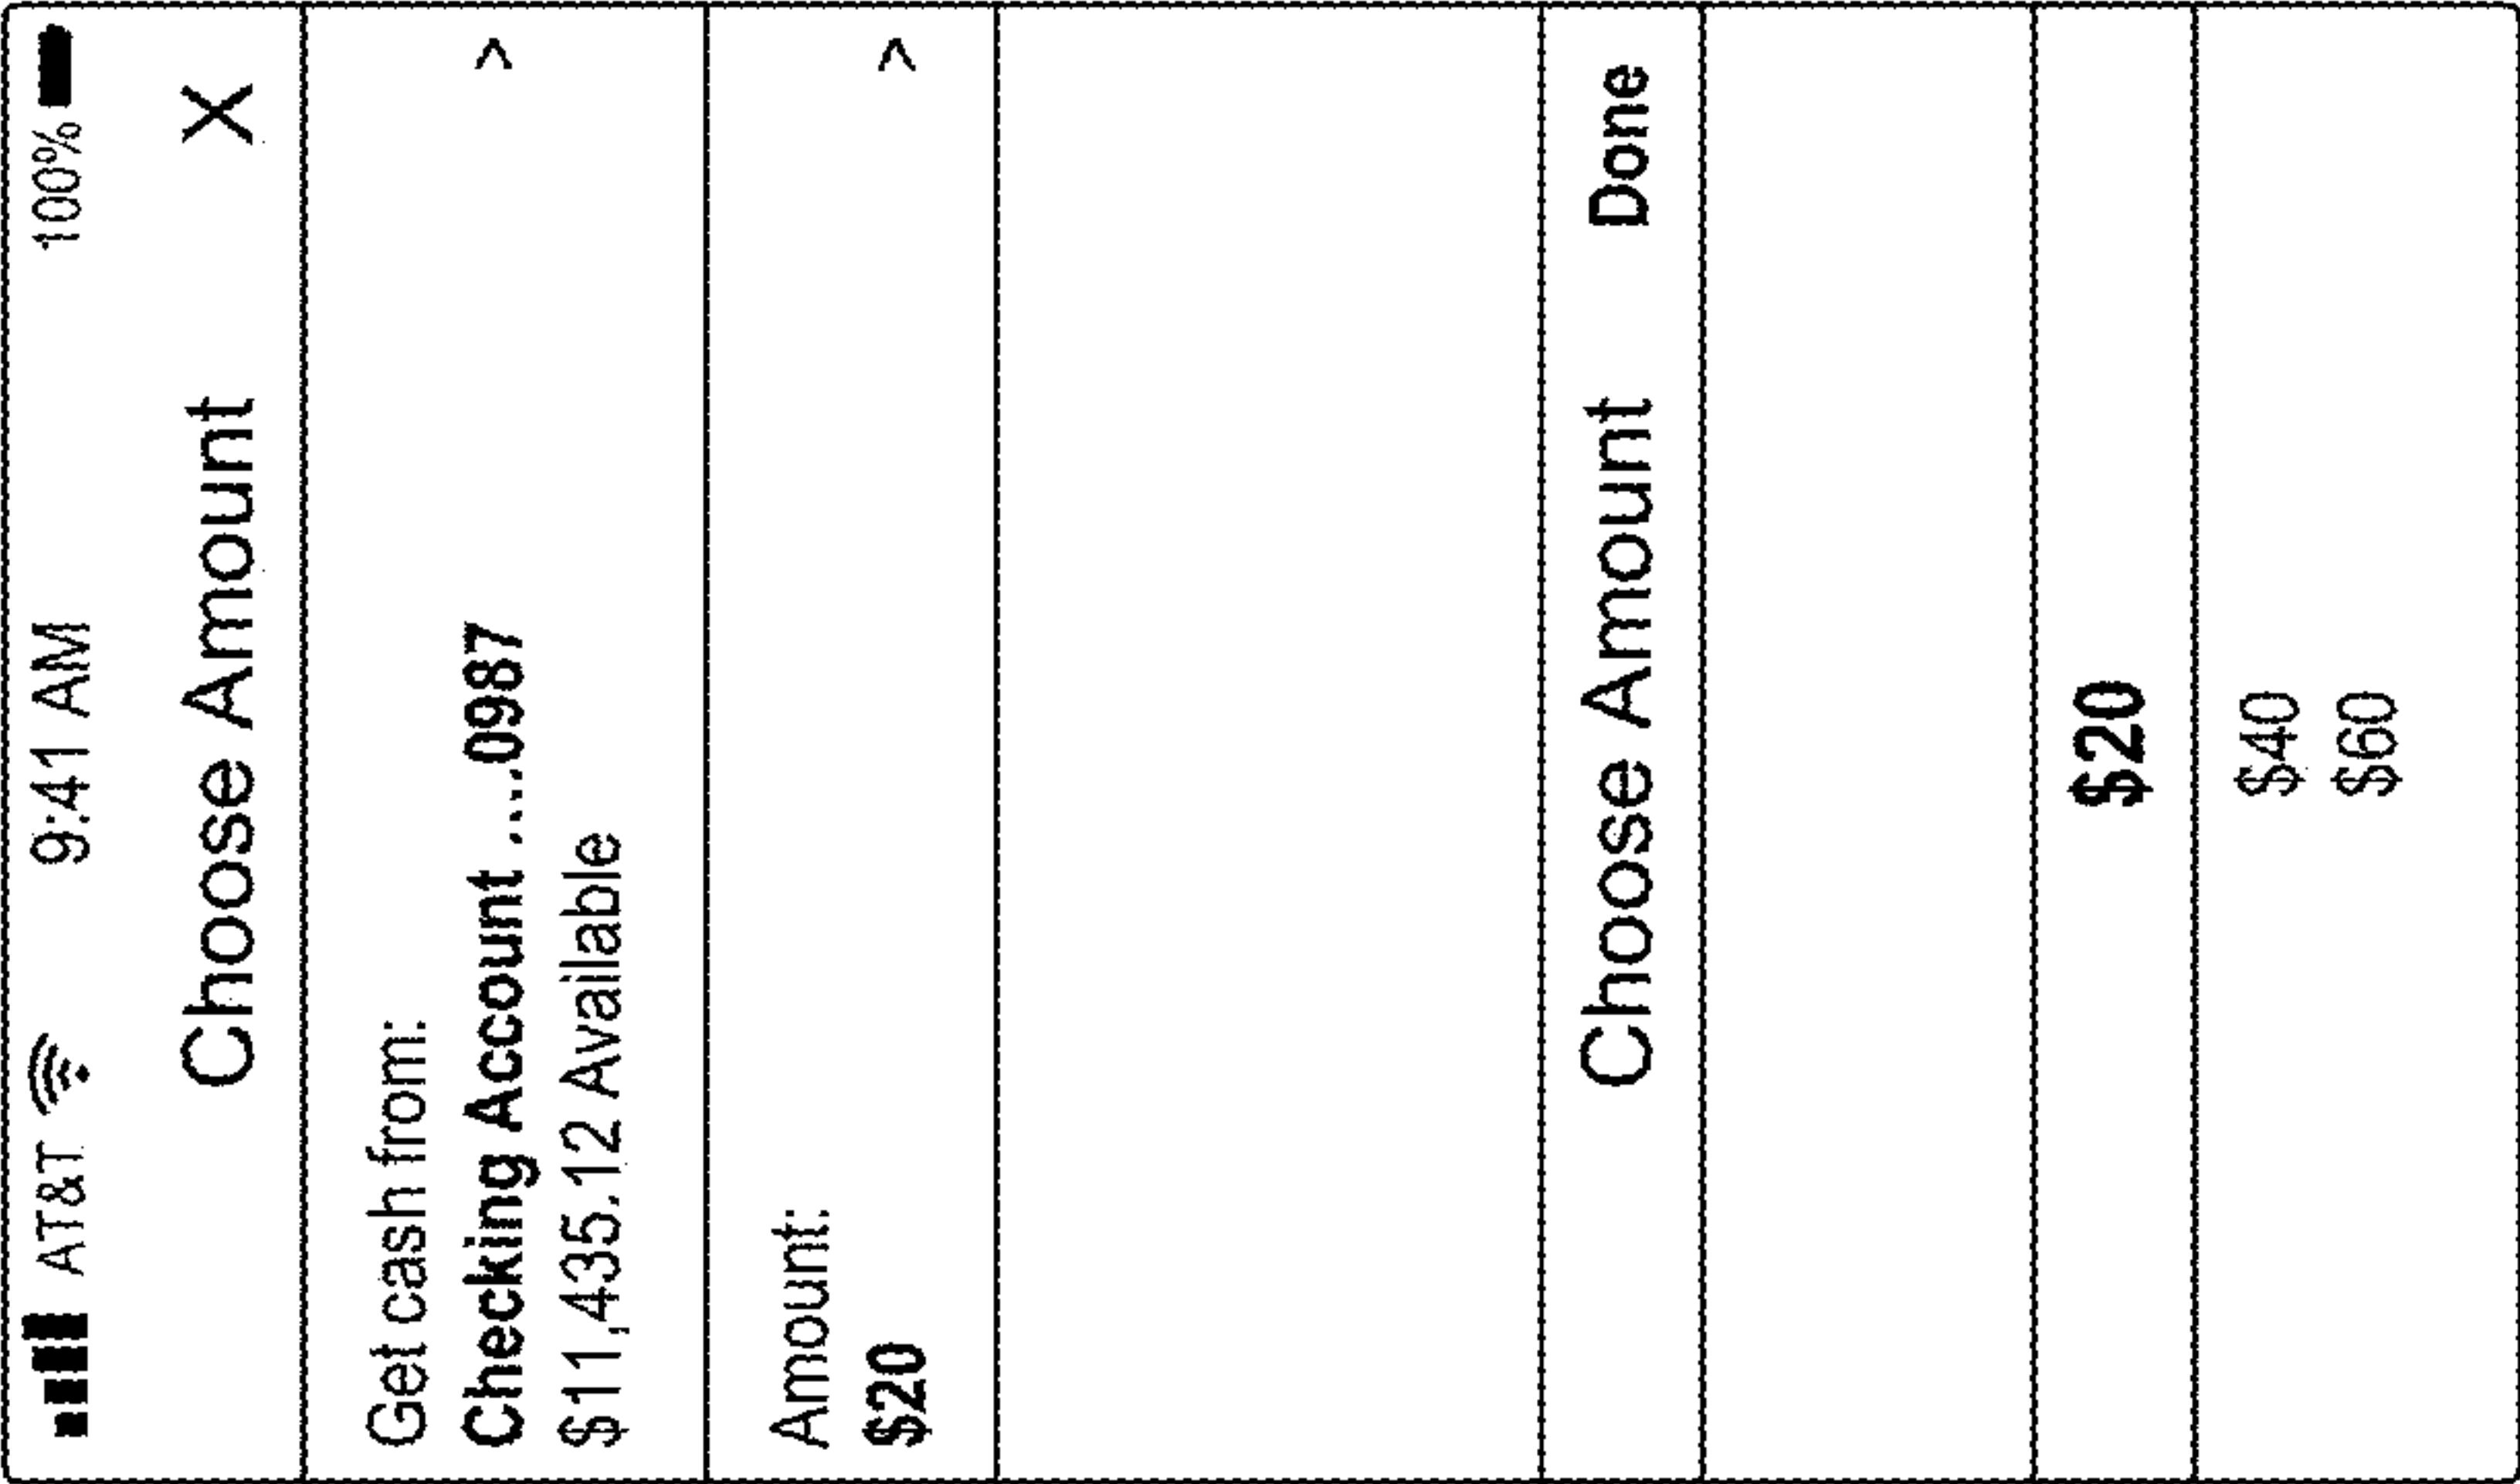 AT&T 9:41 AM 100%
Choose Amount X
Get cash from:
Checking Account ....0987 >
$11,435.12 Available
Amount:
$20 >
Choose Amount Done
$20
$40
$60